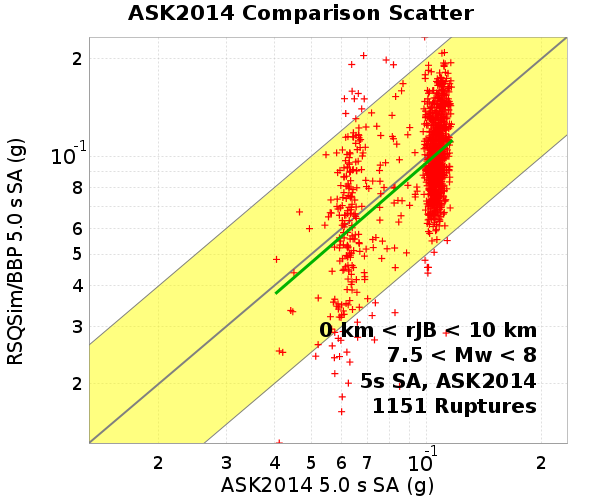 ASK2014 Comparison Scatter
RSQSim/BBP 5.0 s SA (g)
2
10-1
8
6
5
4
3
2
0 km < rJB < 10 km
7.5 < Mw < 8
5s SA, ASK2014
1151 Ruptures
2 3 4 5 6 7 10-1 2
ASK2014 5.0 s SA (g)